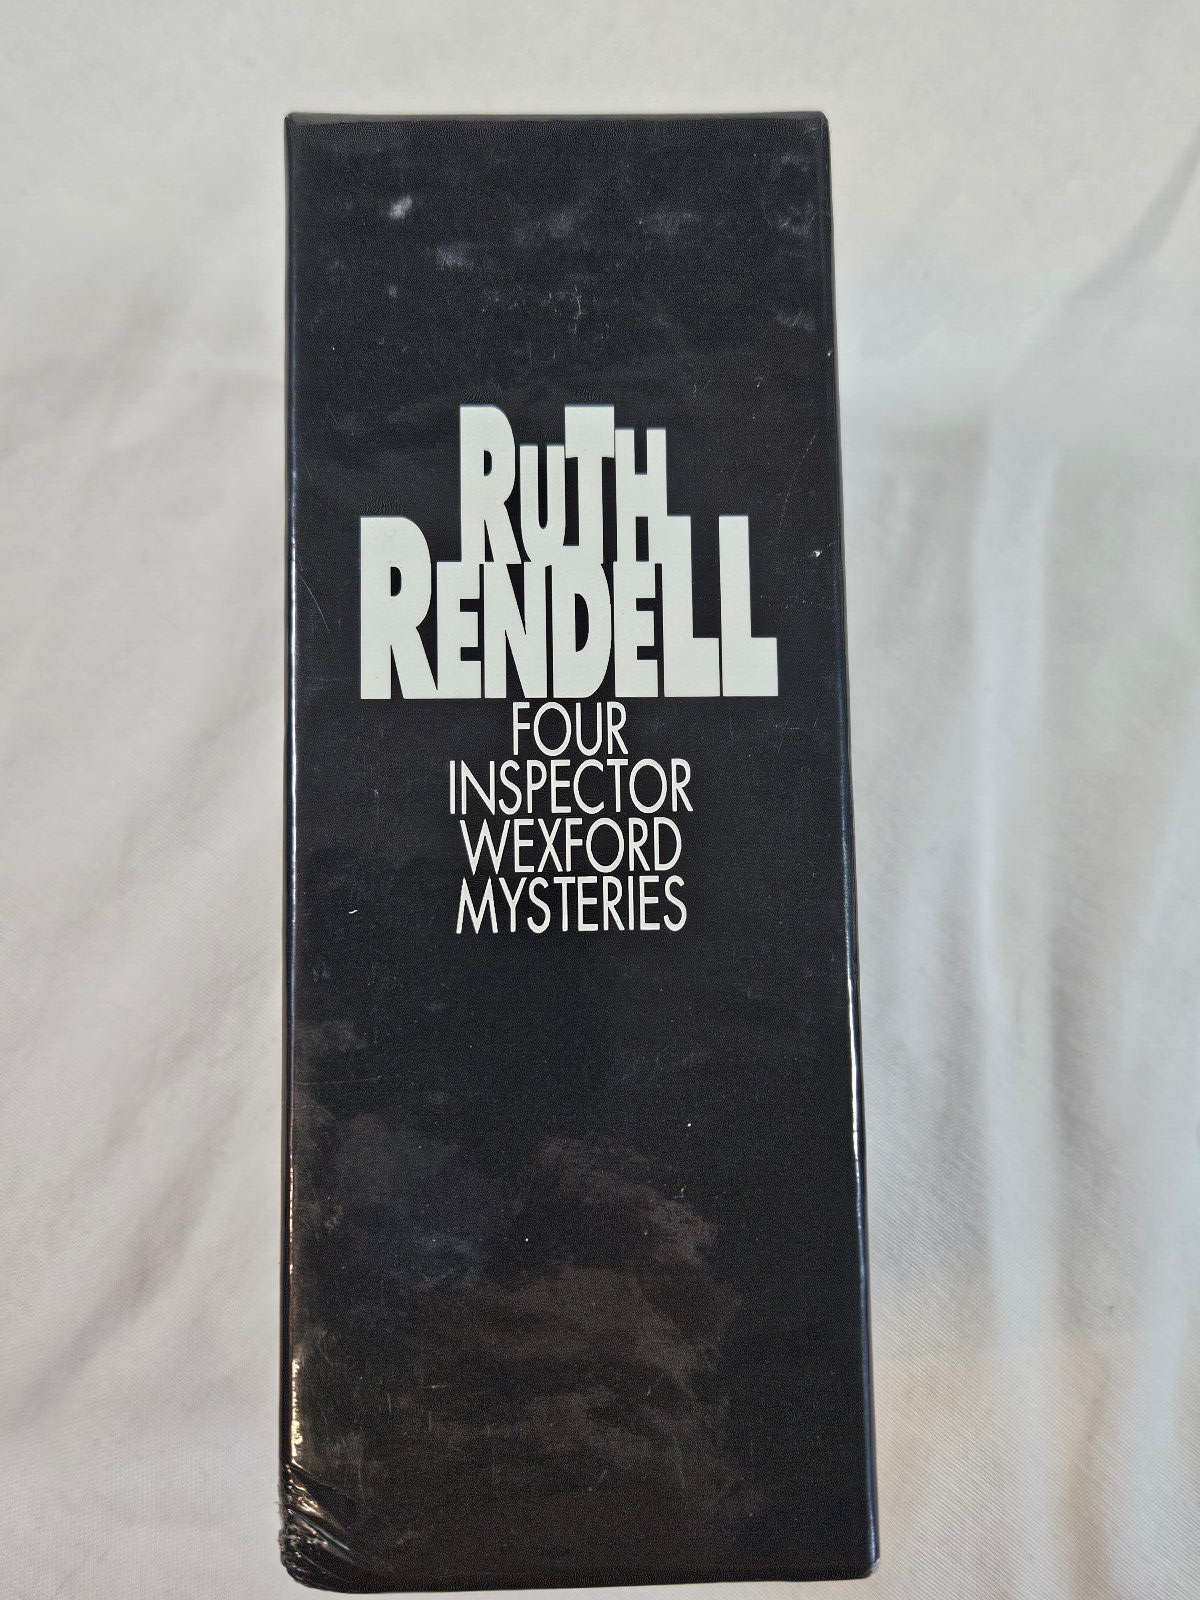 RUTH
RENDELL
FOUR
INSPECTOR
WEXFORD
MYSTERIES